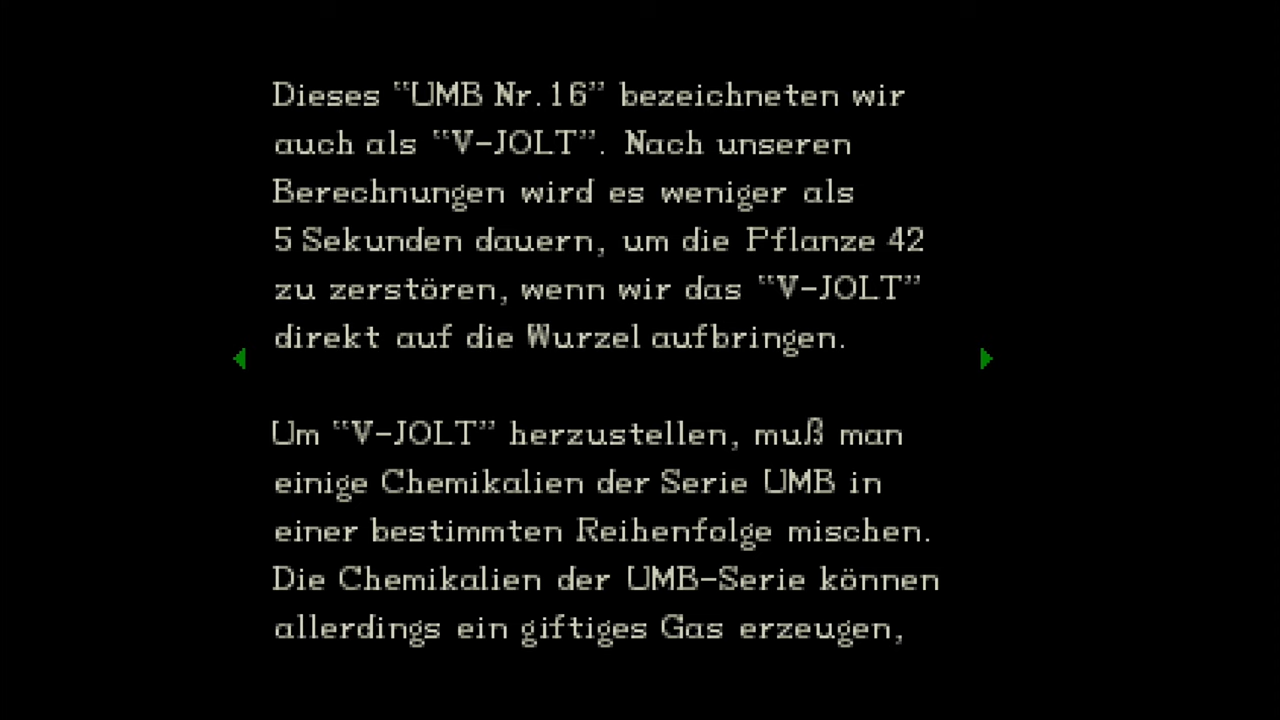 Dieses “UMB Nr.16” bezeichneten wir
auch als “V-JOLT”. Nach unseren
Berechnungen wird es weniger als
5 Sekunden dauern, um die Pflanze 42
zu zerstören, wenn wir das “V-JOLT”
direkt auf die Wurzel aufbringen.
Um “V-JOLT” herzustellen, muß man
einige Chemikalien der Serie UMB in
einer bestimmten Reihenfolge mischen.
Die Chemikalien der UMB-Serie können
allerdings ein giftiges Gas erzeugen,